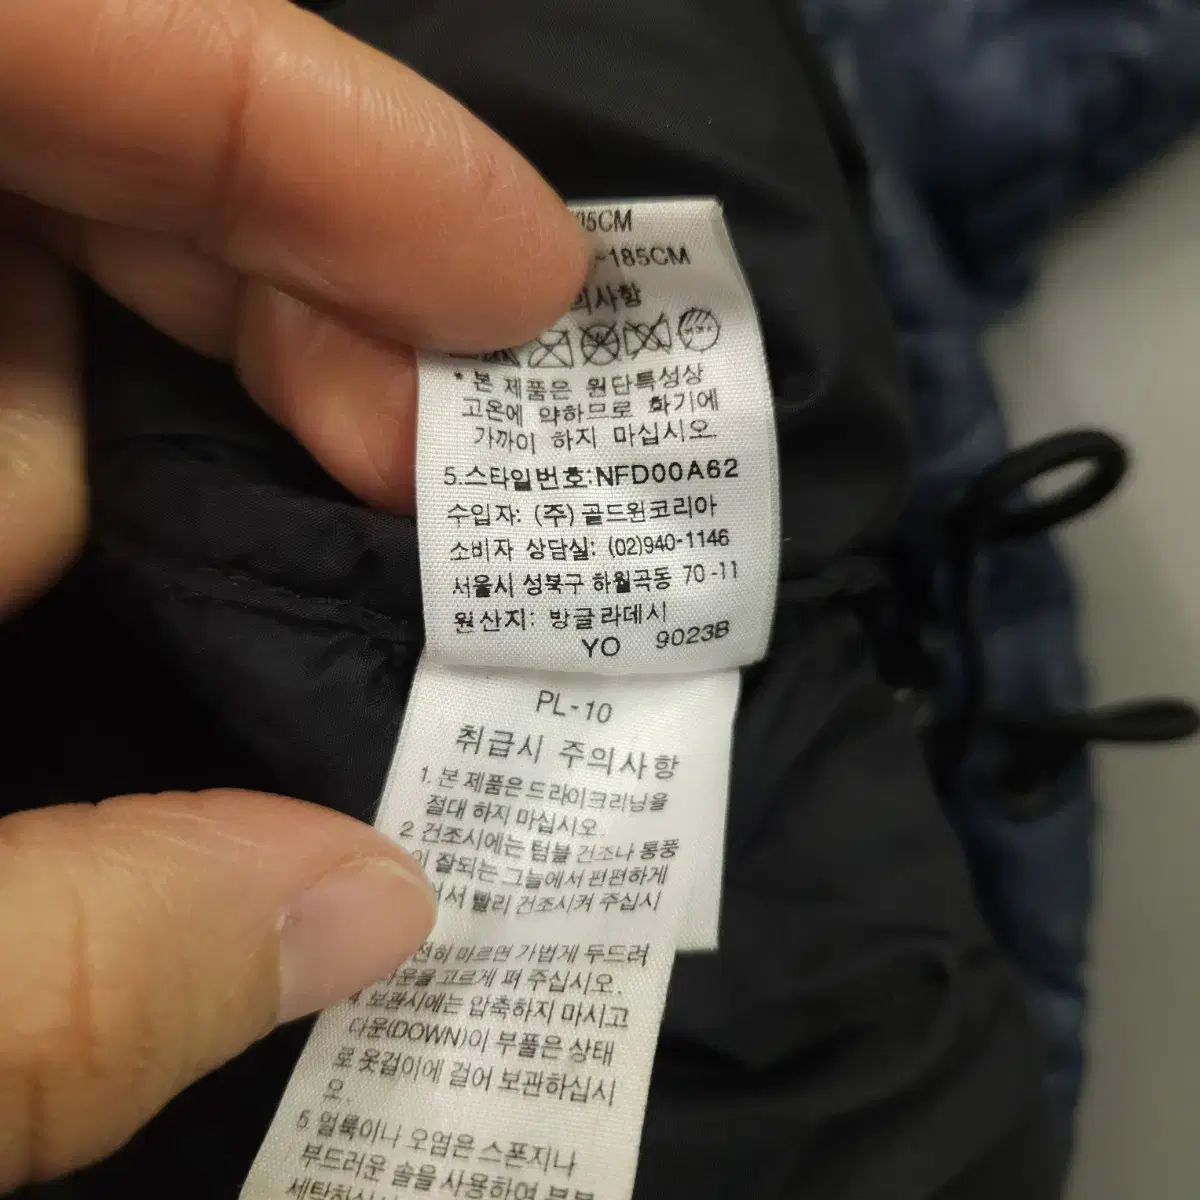 05CM
~185CM
의사항
* 본 제품은 원단특성상
고온에 약하므로 화기에
가까이 하지 마십시오.
5.스타일번호:NFD00A62
수입자: (주) 골드윈코리아
소비자 상담실: (02)940-1146
서울시 성북구 하월곡동 70-11
원산지: 방글라데시
YO 9023B
PL-10
취급시 주의사항
1. 본 제품은 드라이크리닝을
절대 하지 마십시오.
2 건조시에는 텀블 건조나 통풍
이 잘되는 그늘에서 편편하게
서 빨리 건조시켜 주십시
전히 마르면 가볍게 두드려
다운을 고르게 펴 주십시오.
4. 보관시에는 압축하지 마시고
다운(DOWN)이 부풀은 상태
로 옷걸이에 걸어 보관하십시
오.
5. 얼룩이나 오염은 스폰지나
부드러운 솔을 사용하여 부분